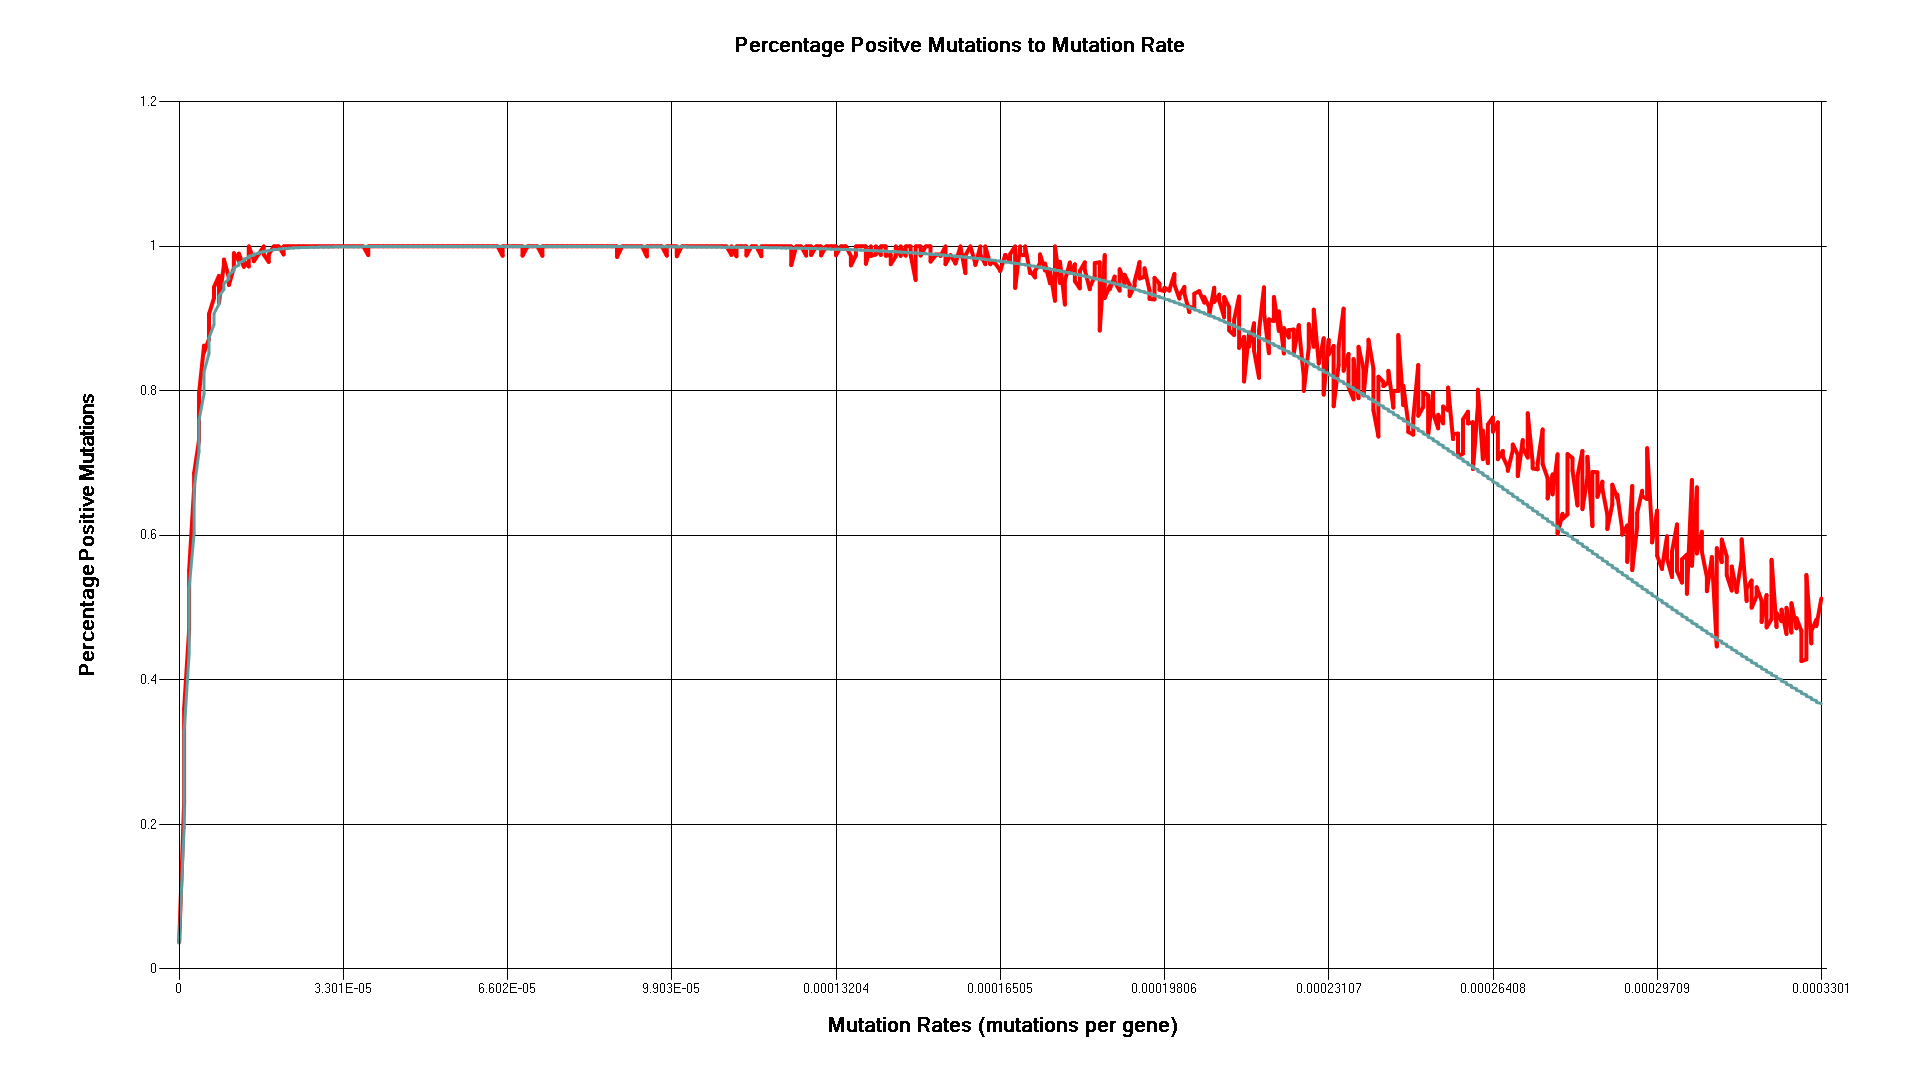 Percentage Positve Mutations to Mutation Rate
1.2
1
0.8
0.6
0.4
0.2
0
Percentage Positive Mutations
0 3.301E-05 6.602E-05 9.903E-05 0.00013204 0.00016505 0.00019806 0.00023107 0.00026408 0.00029709 0.0003301
Mutation Rates (mutations per gene)